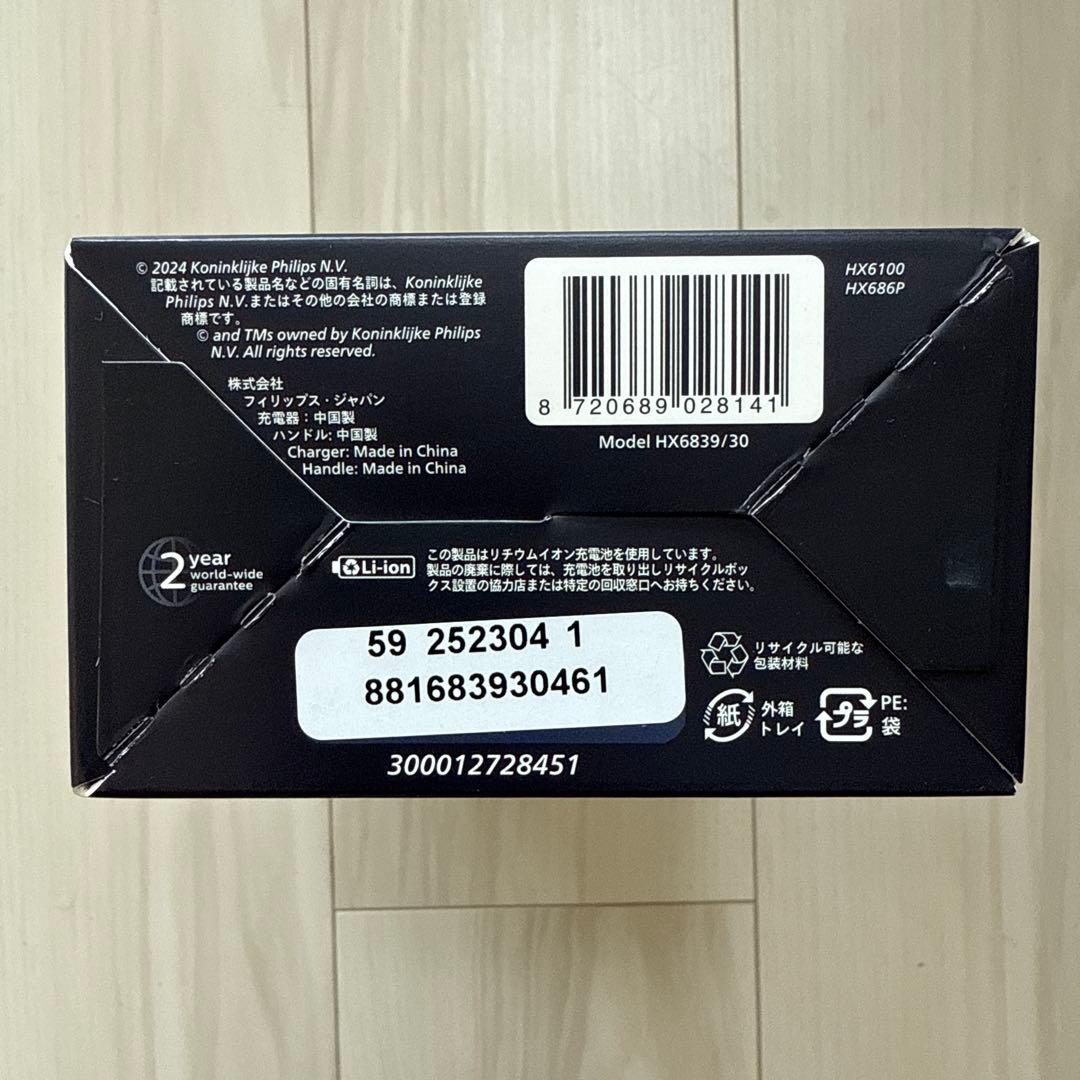 © 2024 Koninklijke Philips N.V.
記載されている製品名などの固有名詞は、Koninklijke
Philips N.V.またはその他の会社の商標または登録
商標です。
© and TMs owned by Koninklijke Philips
N.V. All rights reserved.
株式会社
フィリップス・ジャパン
充電器：中国製
ハンドル: 中国製
Charger: Made in China
Handle: Made in China
8 720689 028141
Model HX6839/30
HX6100
HX686P
2 year
world-wide
guarantee
Li-ion
この製品はリチウムイオン充電池を使用しています。
製品の廃棄に際しては、充電池を取り出しリサイクルボッ
クス設置の協力店または特定の回収窓口へお持ちください。
59 252304 1
881683930461
300012728451
リサイクル可能な
包装材料
紙 外箱
トレイ
プラ PE:
袋